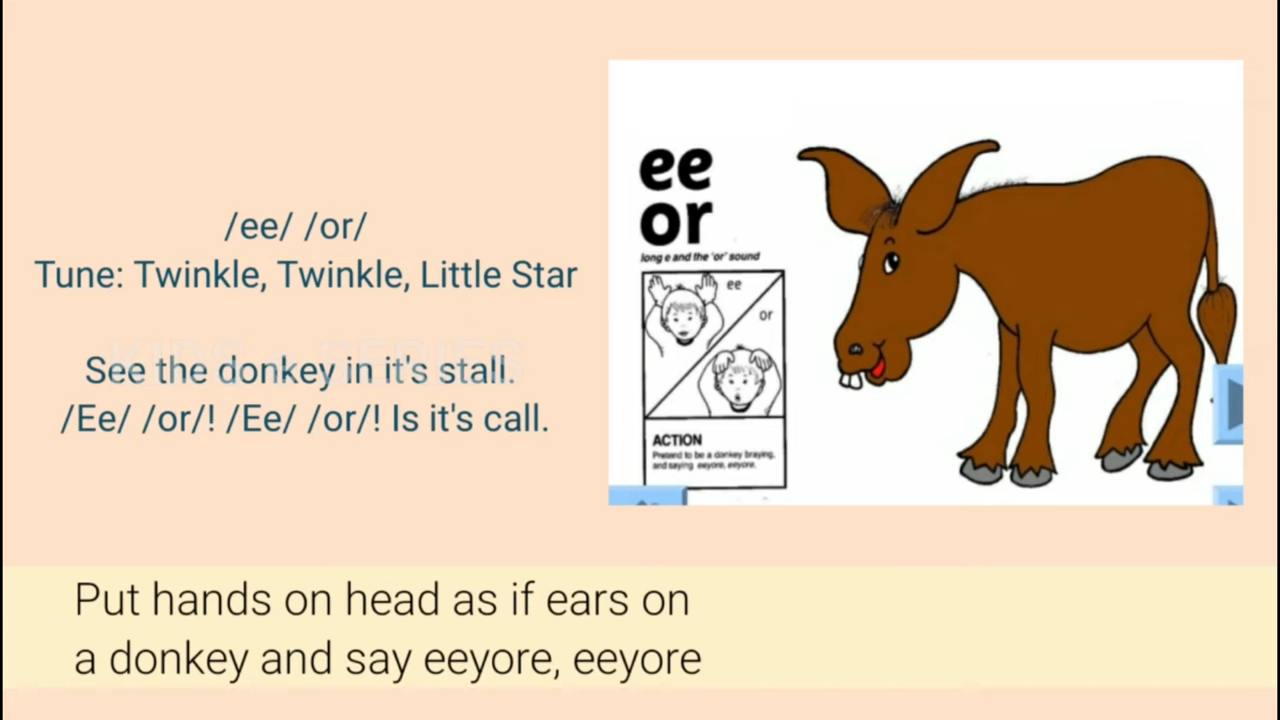 /ee/ /or/
Tune: Twinkle, Twinkle, Little Star
See the donkey in it's stall.
/Ee/ /or/! /Ee/ /or/! Is it's call.
ee
or
long e and the 'or' sound
ee
or
ACTION
Pretend to be a donkey braying,
and saying eeyore, eeyore.
Put hands on head as if ears on
a donkey and say eeyore, eeyore